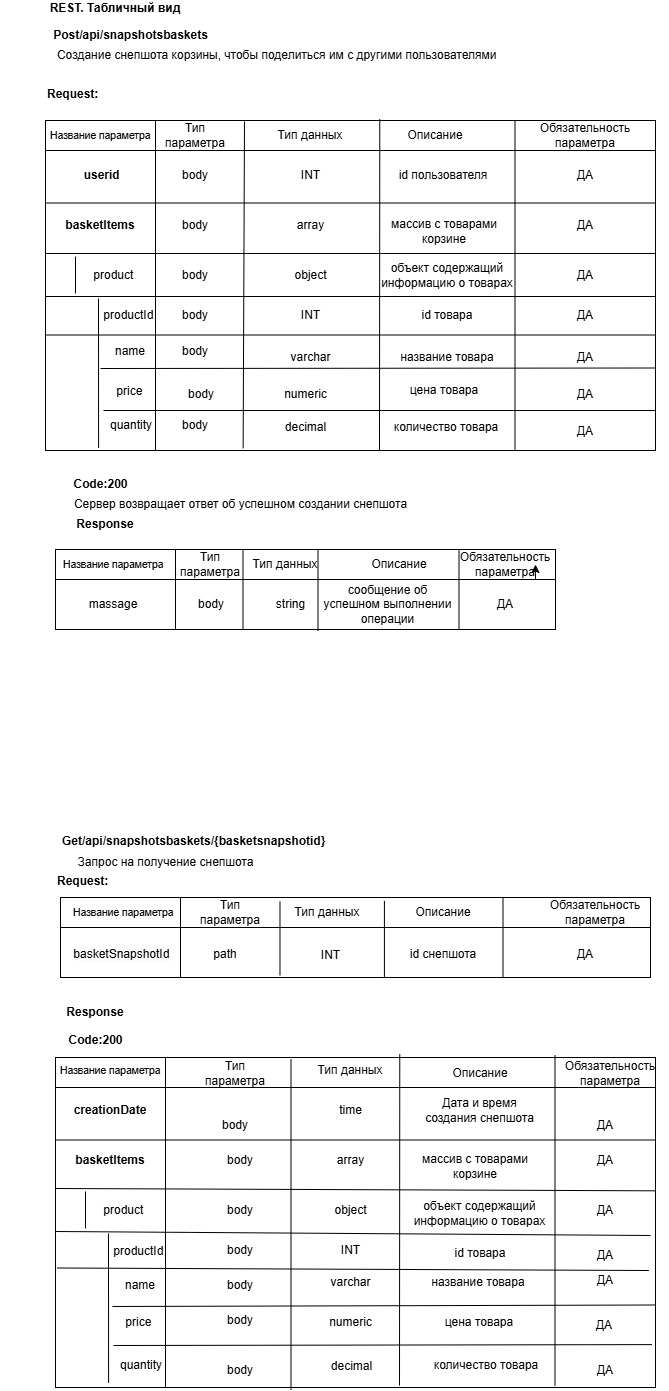 REST. Табличный вид
Post/api/snapshotsbaskets
Создание снепшота корзины, чтобы поделиться им с другими пользователями
Request:
Название параметра Тип параметра Тип данных Описание Обязательность параметра
userid body INT id пользователя ДА
basketItems body array массив с товарами корзине ДА
product body object объект содержащий информацию о товарах ДА
productId body INT id товара ДА
name body varchar название товара ДА
price body numeric цена товара ДА
quantity body decimal количество товара ДА
Code:200
Сервер возвращает ответ об успешном создании снепшота
Response
Название параметра Тип параметра Тип данных Описание Обязательность параметра
massage body string сообщение об успешном выполнении операции ДА
Get/api/snapshotsbaskets/{basketsnapshotid}
Запрос на получение снепшота
Request:
Название параметра Тип параметра Тип данных Описание Обязательность параметра
basketSnapshotId path INT id снепшота ДА
Response
Code:200
Название параметра Тип параметра Тип данных Описание Обязательность параметра
creationDate body time Дата и время создания снепшота ДА
basketItems body array массив с товарами корзине ДА
product body object объект содержащий информацию о товарах ДА
productId body INT id товара ДА
name body varchar название товара ДА
price body numeric цена товара ДА
quantity body decimal количество товара ДА